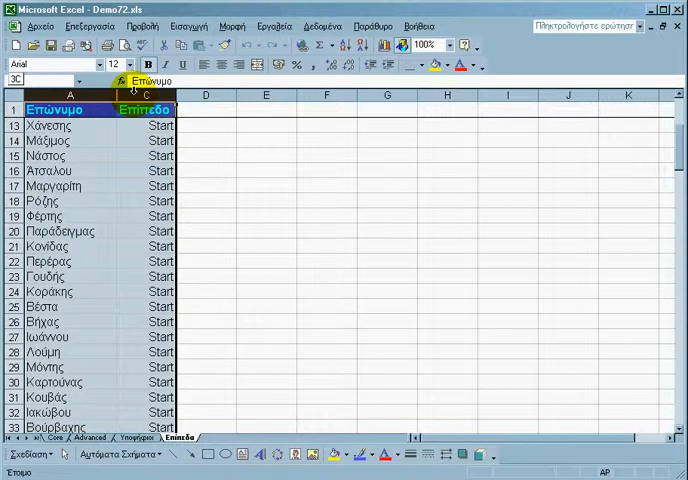 Microsoft Excel - Demo72.xls
Αρχείο Επεξεργασία Προβολή Εισαγωγή Μορφή Εργαλεία Δεδομένα Παράθυρο Βοήθεια Πληκτρολογήστε ερώτηση
100%
Arial 12 B I U
3C fx Επώνυμο
A C D E F G H I J K
1 Επώνυμο Επίπεδο
13 Χάνεσης Start
14 Μάξιμος Start
15 Νάστος Start
16 Άτσαλου Start
17 Μαργαρίτη Start
18 Ρόζης Start
19 Φέρτης Start
20 Παράδειγμας Start
21 Κονίδας Start
22 Περέρας Start
23 Γουδής Start
24 Κοράκης Start
25 Βέστα Start
26 Βήχας Start
27 Ιωάννου Start
28 Λούμη Start
29 Μόντης Start
30 Καρτούνας Start
31 Κουβάς Start
32 Ιακώβου Start
33 Βούρβαχης Start
Core Advanced Υποψήφιοι Επίπεδα
Σχεδίαση Αυτόματα Σχήματα
Έτοιμο AP